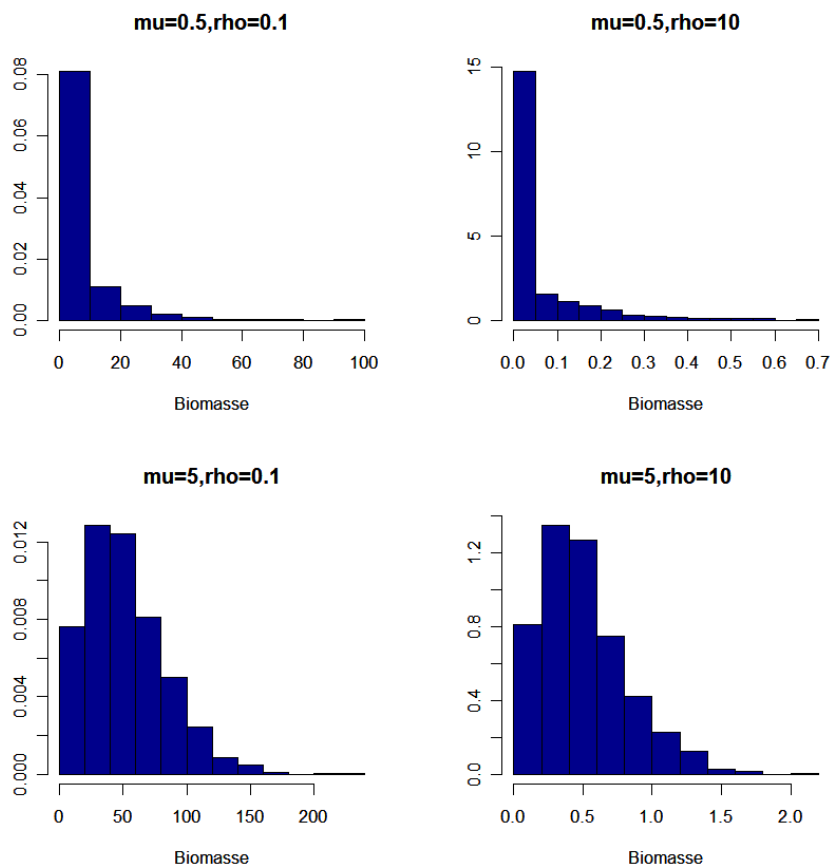 mu=0.5,rho=0.1
0.00 0.02 0.04 0.06 0.08
0 20 40 60 80 100
Biomasse
mu=0.5,rho=10
0 5 10 15
0.0 0.1 0.2 0.3 0.4 0.5 0.6 0.7
Biomasse
mu=5,rho=0.1
0.000 0.004 0.008 0.012
0 50 100 150 200
Biomasse
mu=5,rho=10
0.0 0.4 0.8 1.2
0.0 0.5 1.0 1.5 2.0
Biomasse